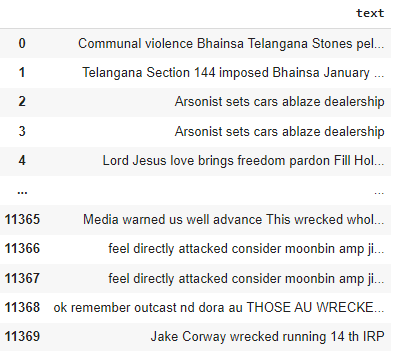 text
0 Communal violence Bhainsa Telangana Stones pel...
1 Telangana Section 144 imposed Bhainsa January ...
2 Arsonist sets cars ablaze dealership
3 Arsonist sets cars ablaze dealership
4 Lord Jesus love brings freedom pardon Fill Hol...
... ...
11365 Media warned us well advance This wrecked whol...
11366 feel directly attacked consider moonbin amp ji...
11367 feel directly attacked consider moonbin amp ji...
11368 ok remember outcast nd dora au THOSE AU WRECKE...
11369 Jake Corway wrecked running 14 th IRP